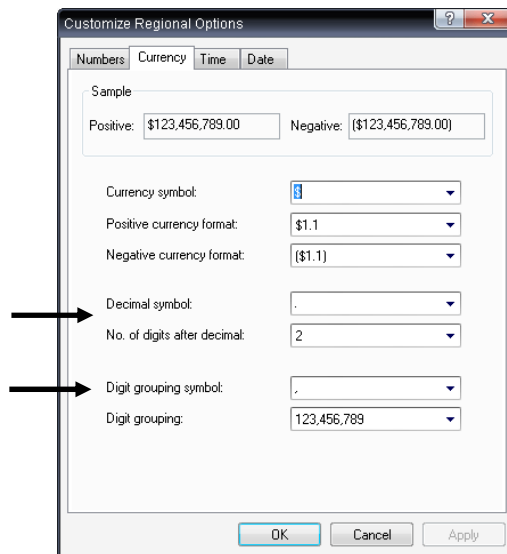 Customize Regional Options
?
X
Numbers Currency Time Date
Sample
Positive: $123,456,789.00 Negative: ($123,456,789.00)
Currency symbol: $
Positive currency format: $1.1
Negative currency format: ($1.1)
Decimal symbol: .
No. of digits after decimal: 2
Digit grouping symbol: ,
Digit grouping: 123,456,789
OK Cancel Apply